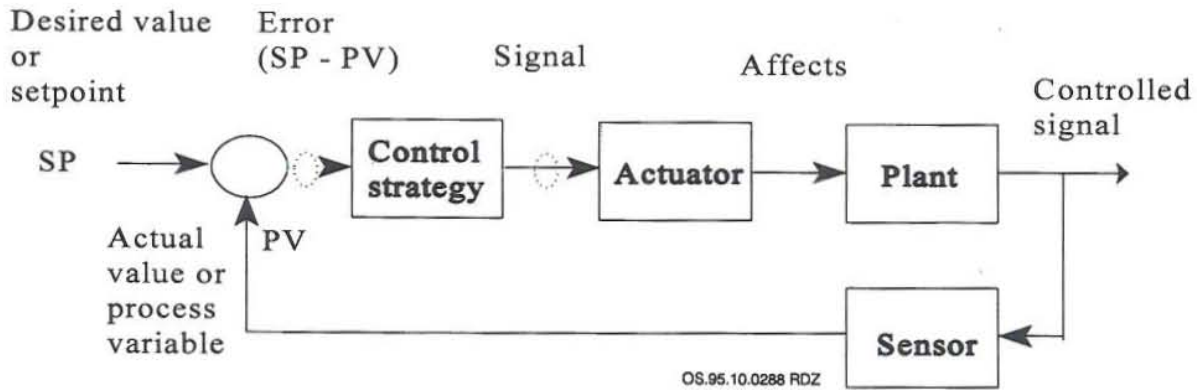 Desired value
or
setpoint
Error
(SP - PV)
Signal
Affects
Controlled
signal
SP
Control
strategy
Actuator
Plant
Actual
value or
process
variable
PV
Sensor
OS.95.10.0288 RDZ